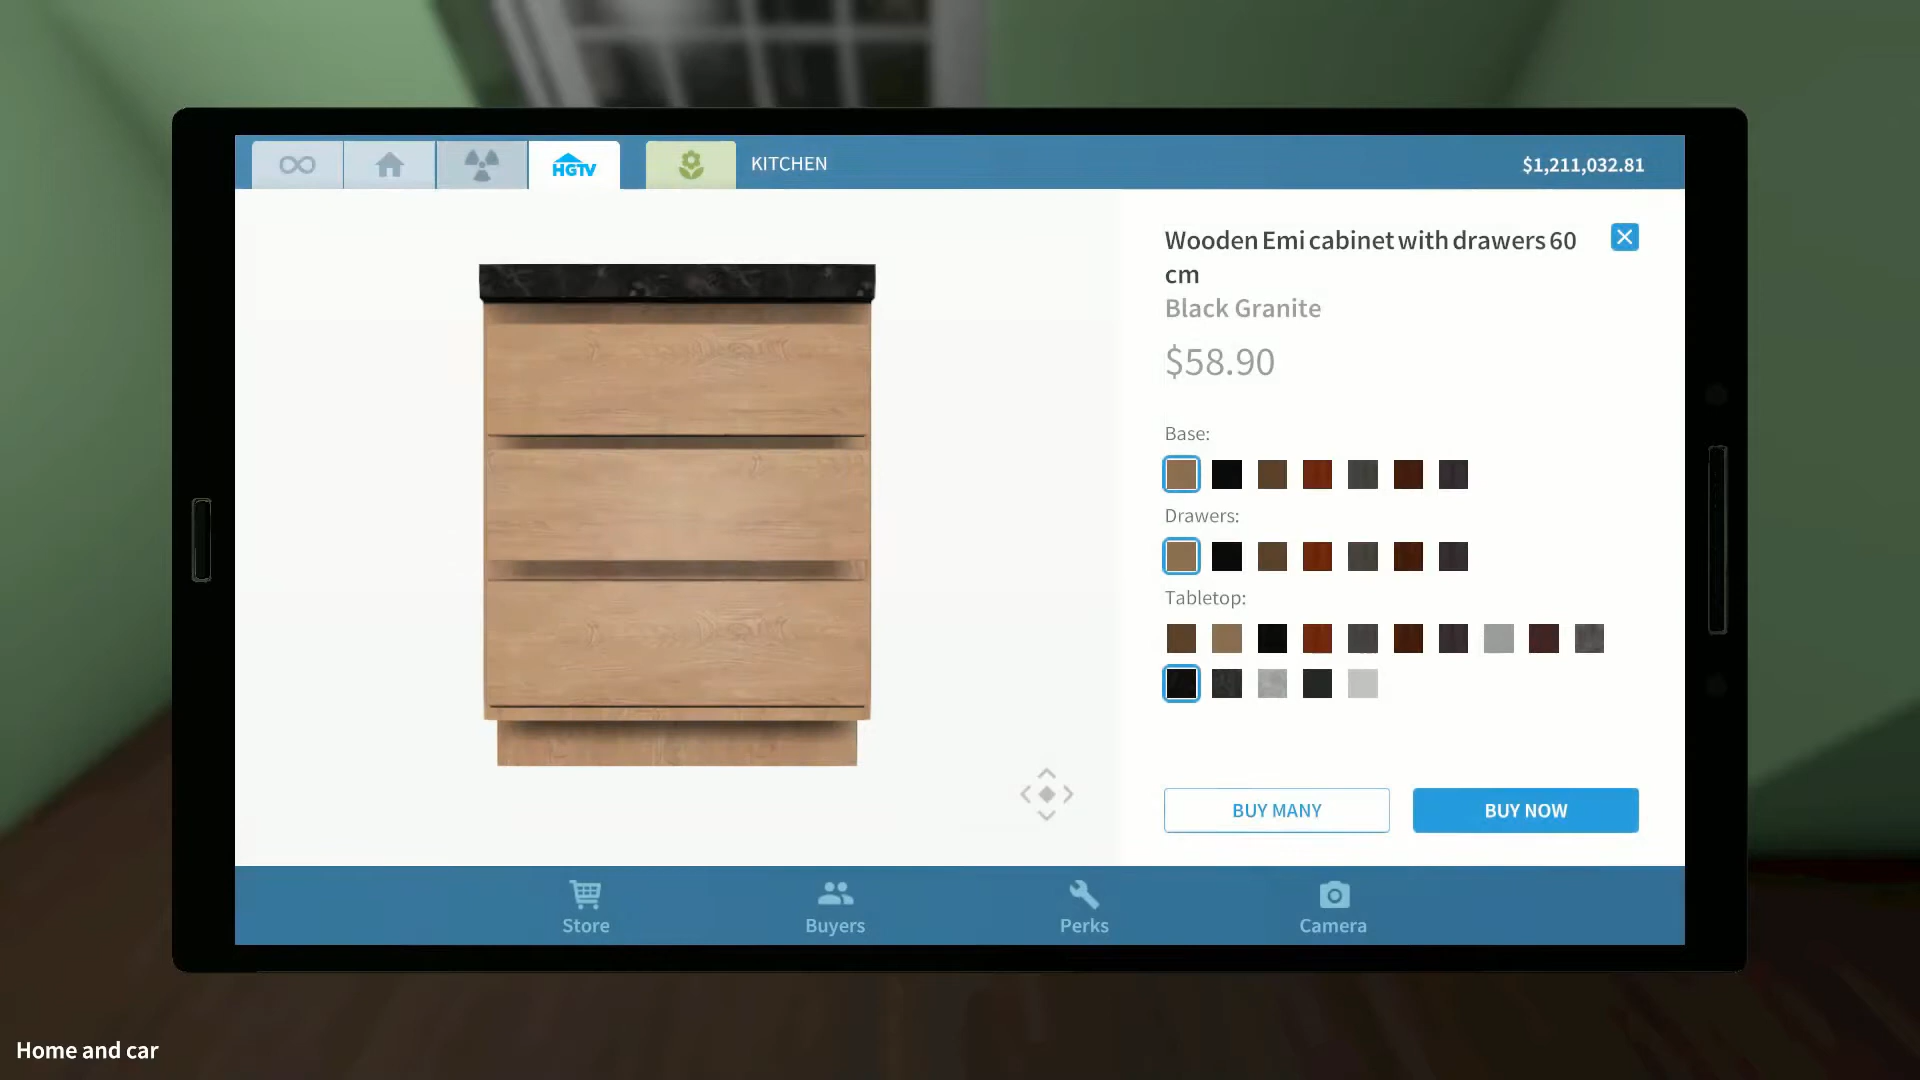 HGTV
KITCHEN
$1,211,032.81
Wooden Emi cabinet with drawers 60
cm
Black Granite
$58.90
Base:
Drawers:
Tabletop:
BUY MANY
BUY NOW
Store
Buyers
Perks
Camera
Home and car